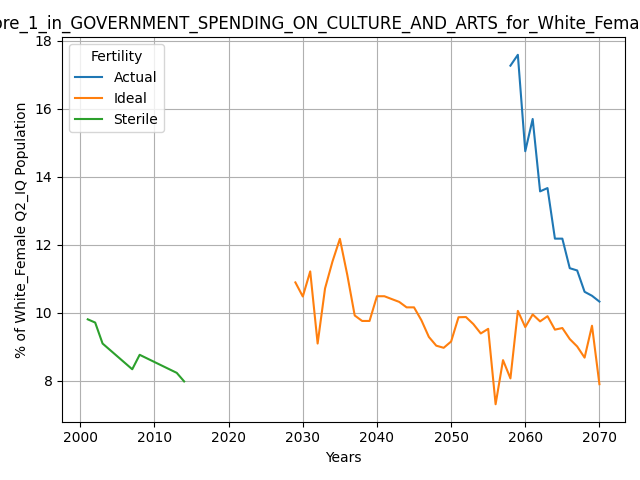 ore_1_in_GOVERNMENT_SPENDING_ON_CULTURE_AND_ARTS_for_White_Fema
Fertility
Actual
Ideal
Sterile
% of White_Female Q2_IQ Population
18
16
14
12
10
8
2000 2010 2020 2030 2040 2050 2060 2070
Years